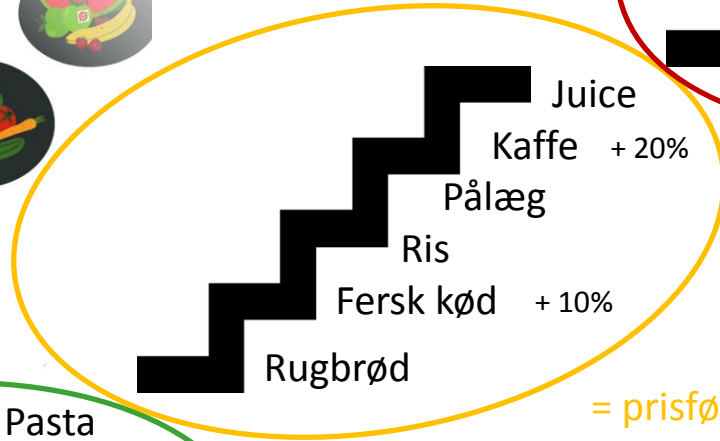 Juice
Kaffe + 20%
Pålæg
Ris
Fersk kød + 10%
Rugbrød
Pasta
=